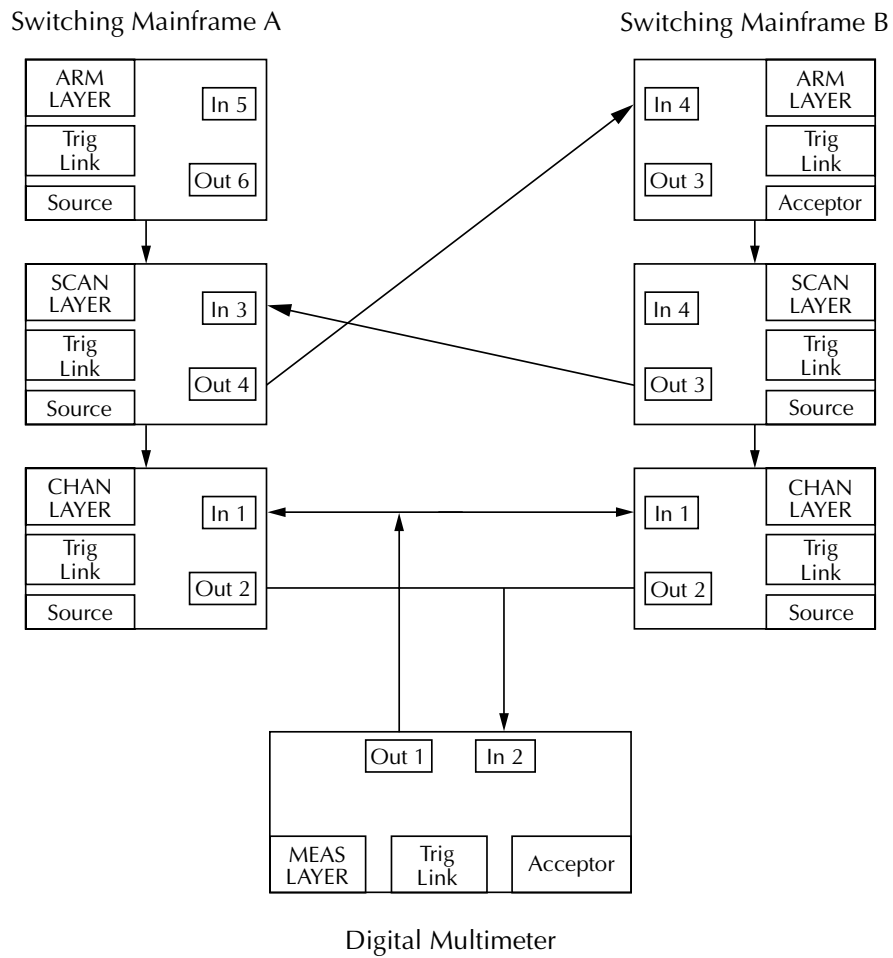 Switching Mainframe A
Switching Mainframe B
ARM
LAYER
In 5
Trig
Link
Out 6
Source
In 4
ARM
LAYER
Out 3
Trig
Link
Acceptor
SCAN
LAYER
In 3
Trig
Link
Out 4
Source
In 4
SCAN
LAYER
Out 3
Trig
Link
Source
CHAN
LAYER
In 1
Trig
Link
Out 2
Source
In 1
CHAN
LAYER
Out 2
Trig
Link
Source
Out 1
In 2
MEAS
LAYER
Trig
Link
Acceptor
Digital Multimeter